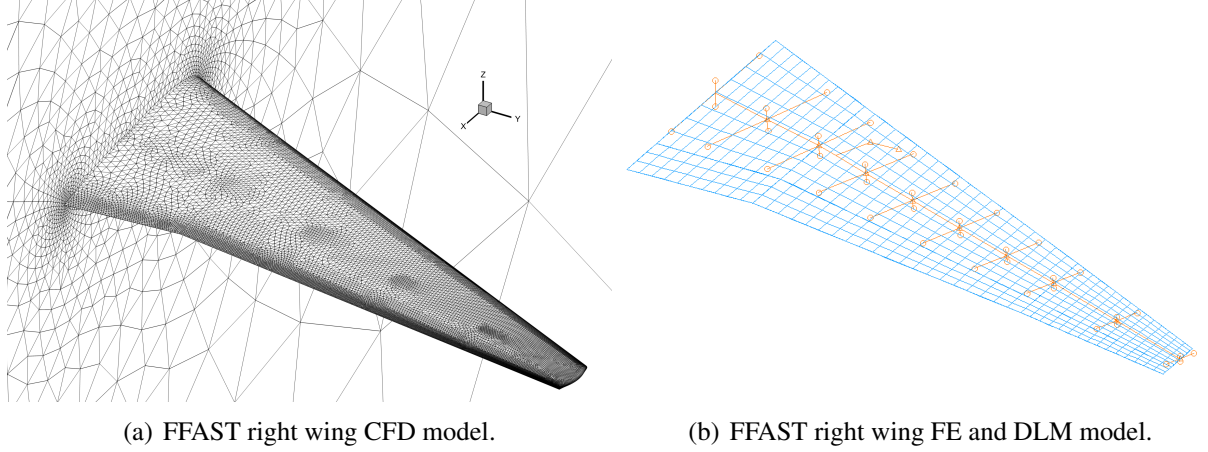 Z
X
Y
(a) FFAST right wing CFD model.
(b) FFAST right wing FE and DLM model.